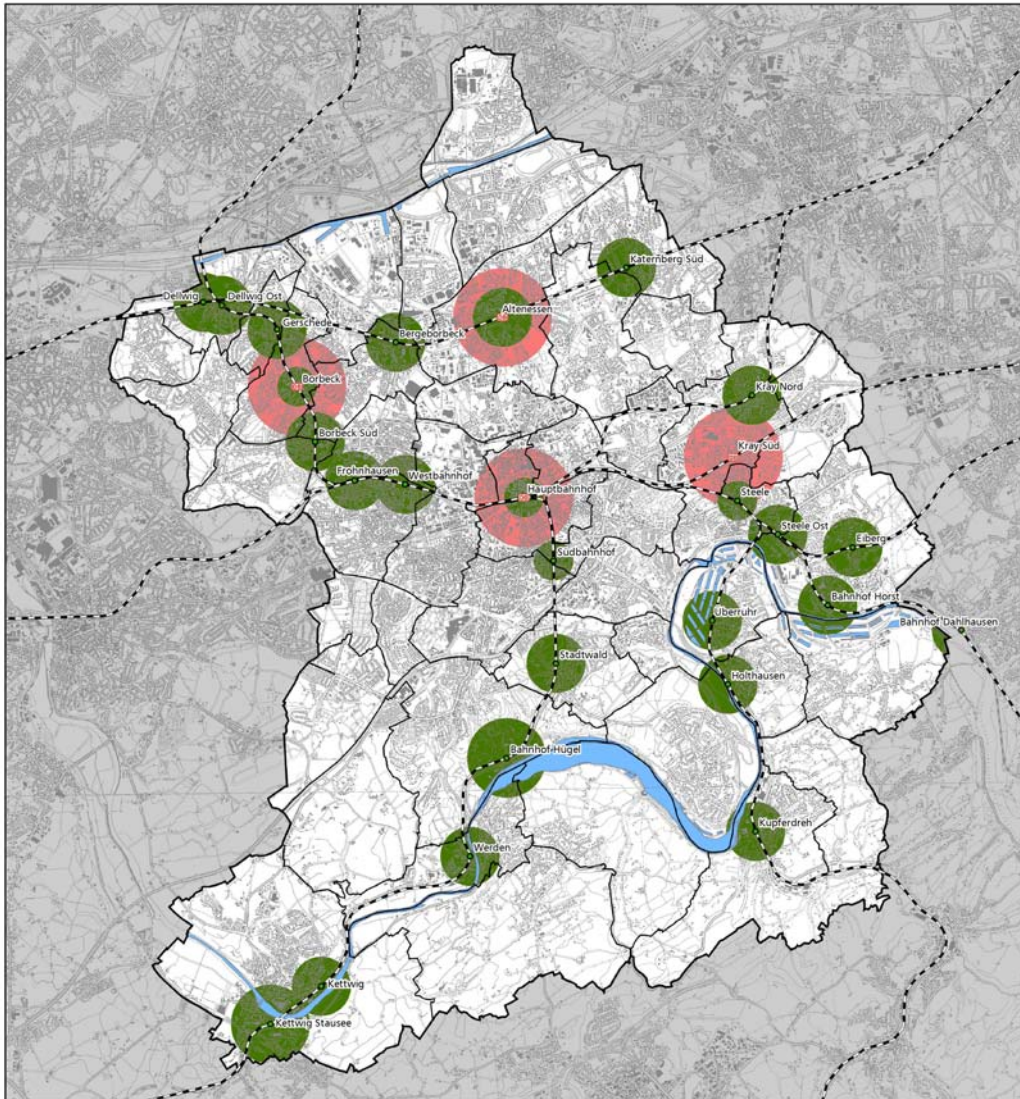 Katernberg Süd
Dellwig
Dellwig Ost
Altenessen
Gerschede
Bergeborbeck
Borbeck
Kray Nord
Borbeck Süd
Kray Süd
Frohnhausen
Westbahnhof
Hauptbahnhof
Steele
Steele Ost
Eiberg
Südbahnhof
Bahnhof Horst
Überruhr
Bahnhof Dahlhausen
Stadtwald
Holthausen
Bahnhof Hügel
Kupferdreh
Werden
Kettwig
Kettwig Stausee